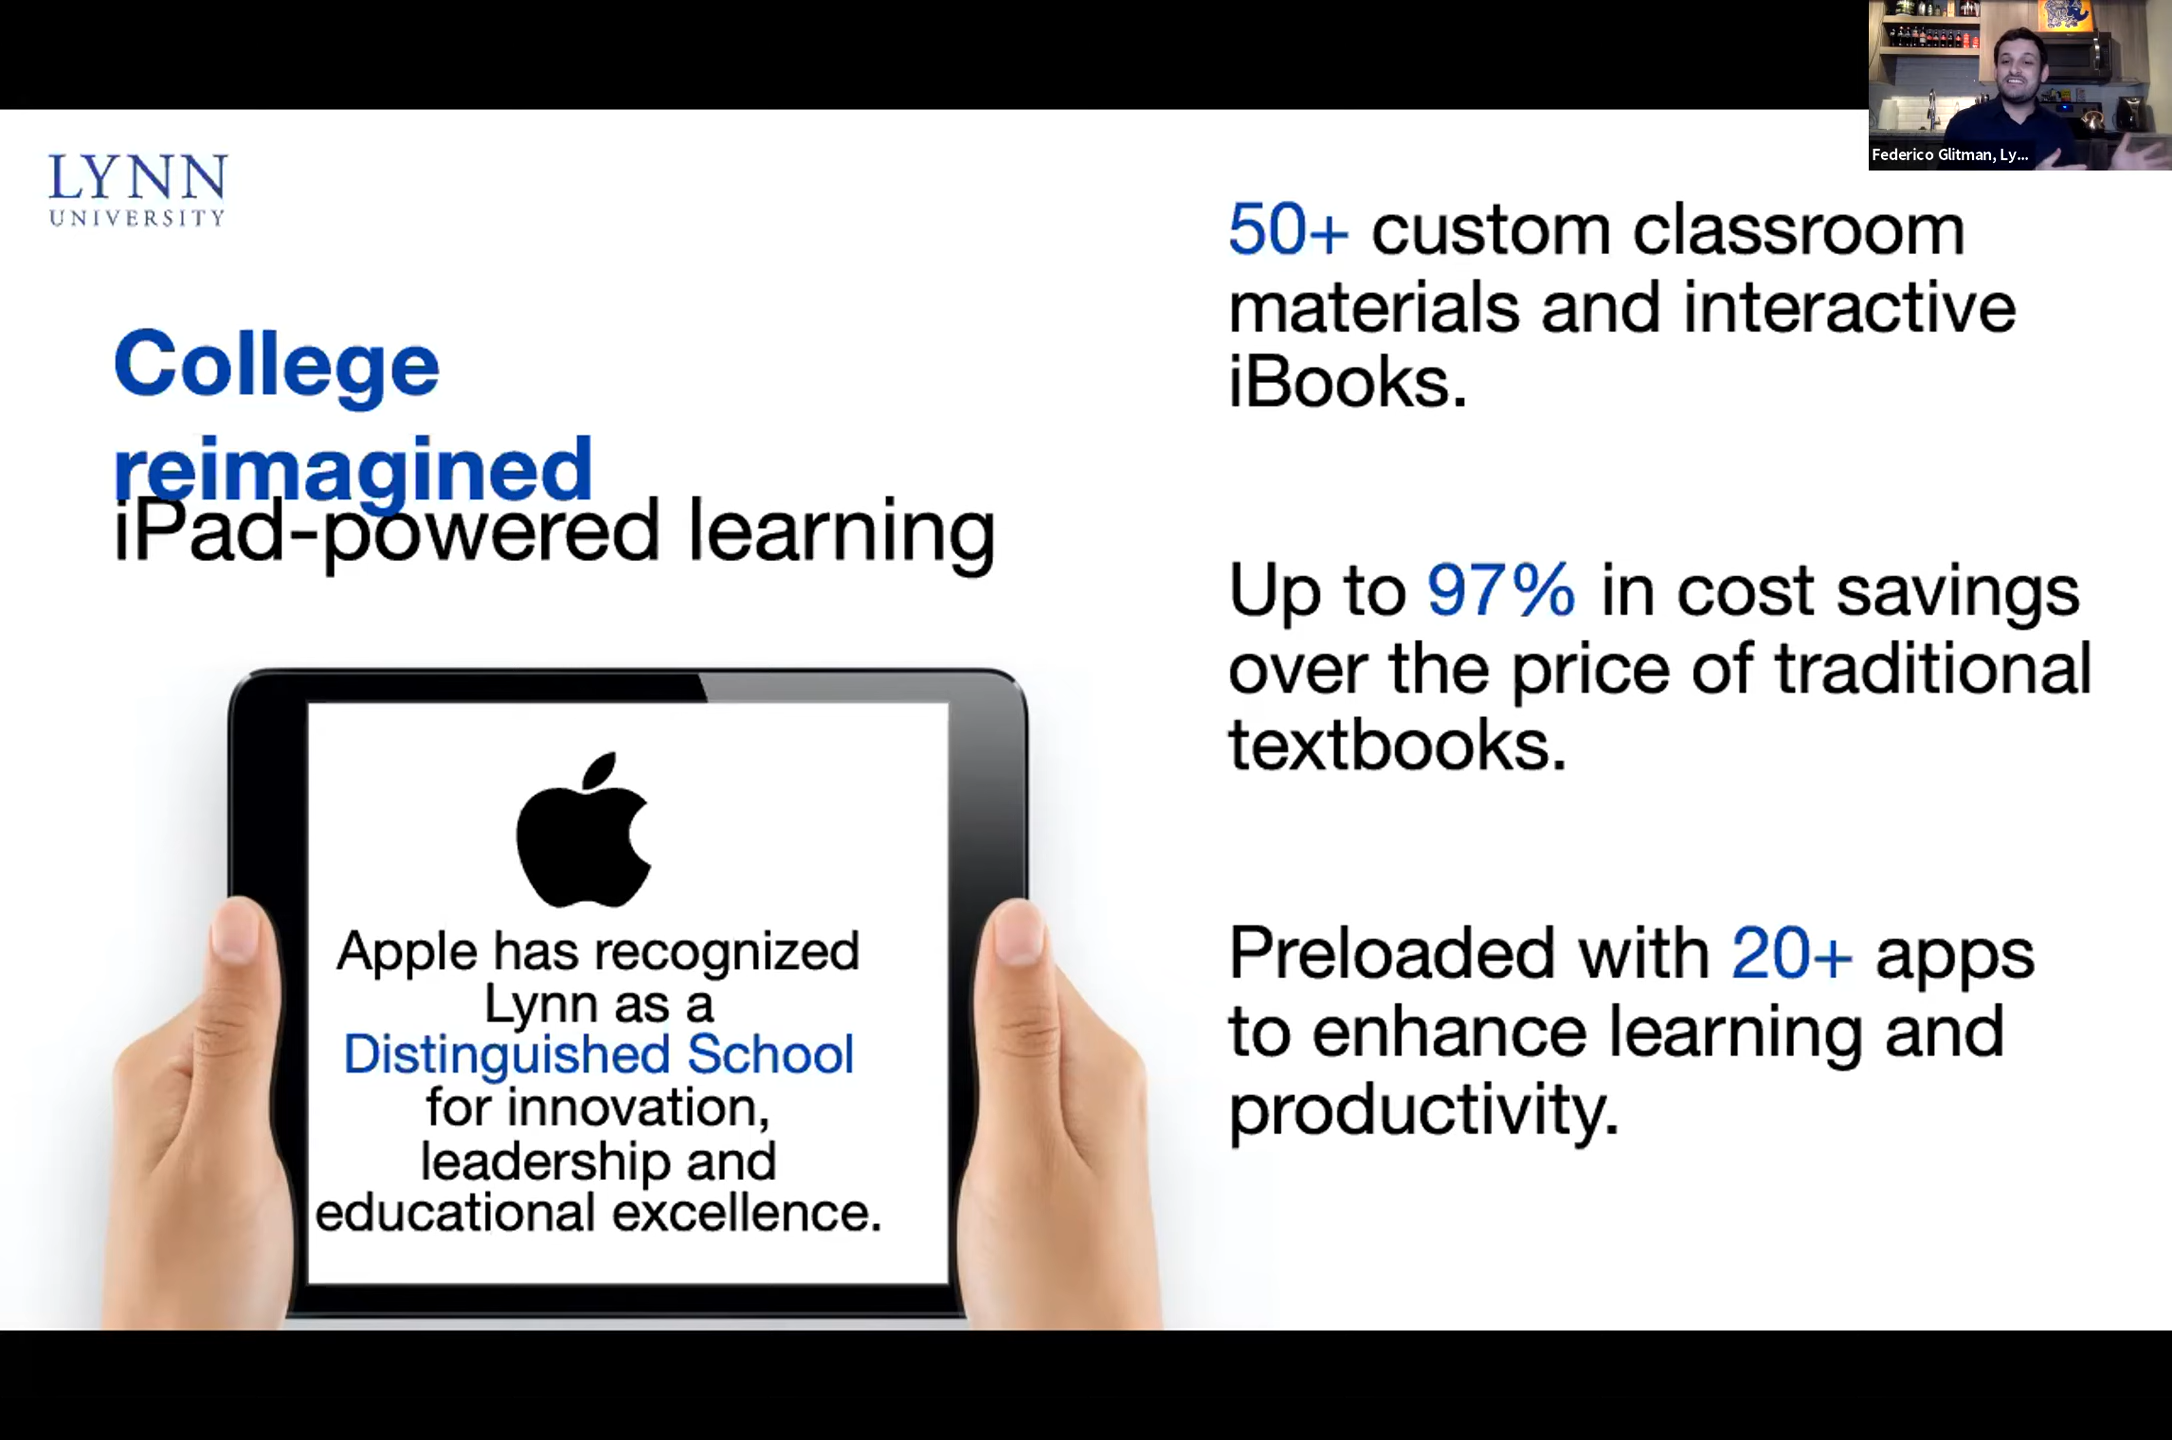 Federico Glitman, Ly...
LYNN
UNIVERSITY
College
reimagined
iPad-powered learning
Apple has recognized
Lynn as a
Distinguished School
for innovation,
leadership and
educational excellence.
50+ custom classroom
materials and interactive
iBooks.
Up to 97% in cost savings
over the price of traditional
textbooks.
Preloaded with 20+ apps
to enhance learning and
productivity.